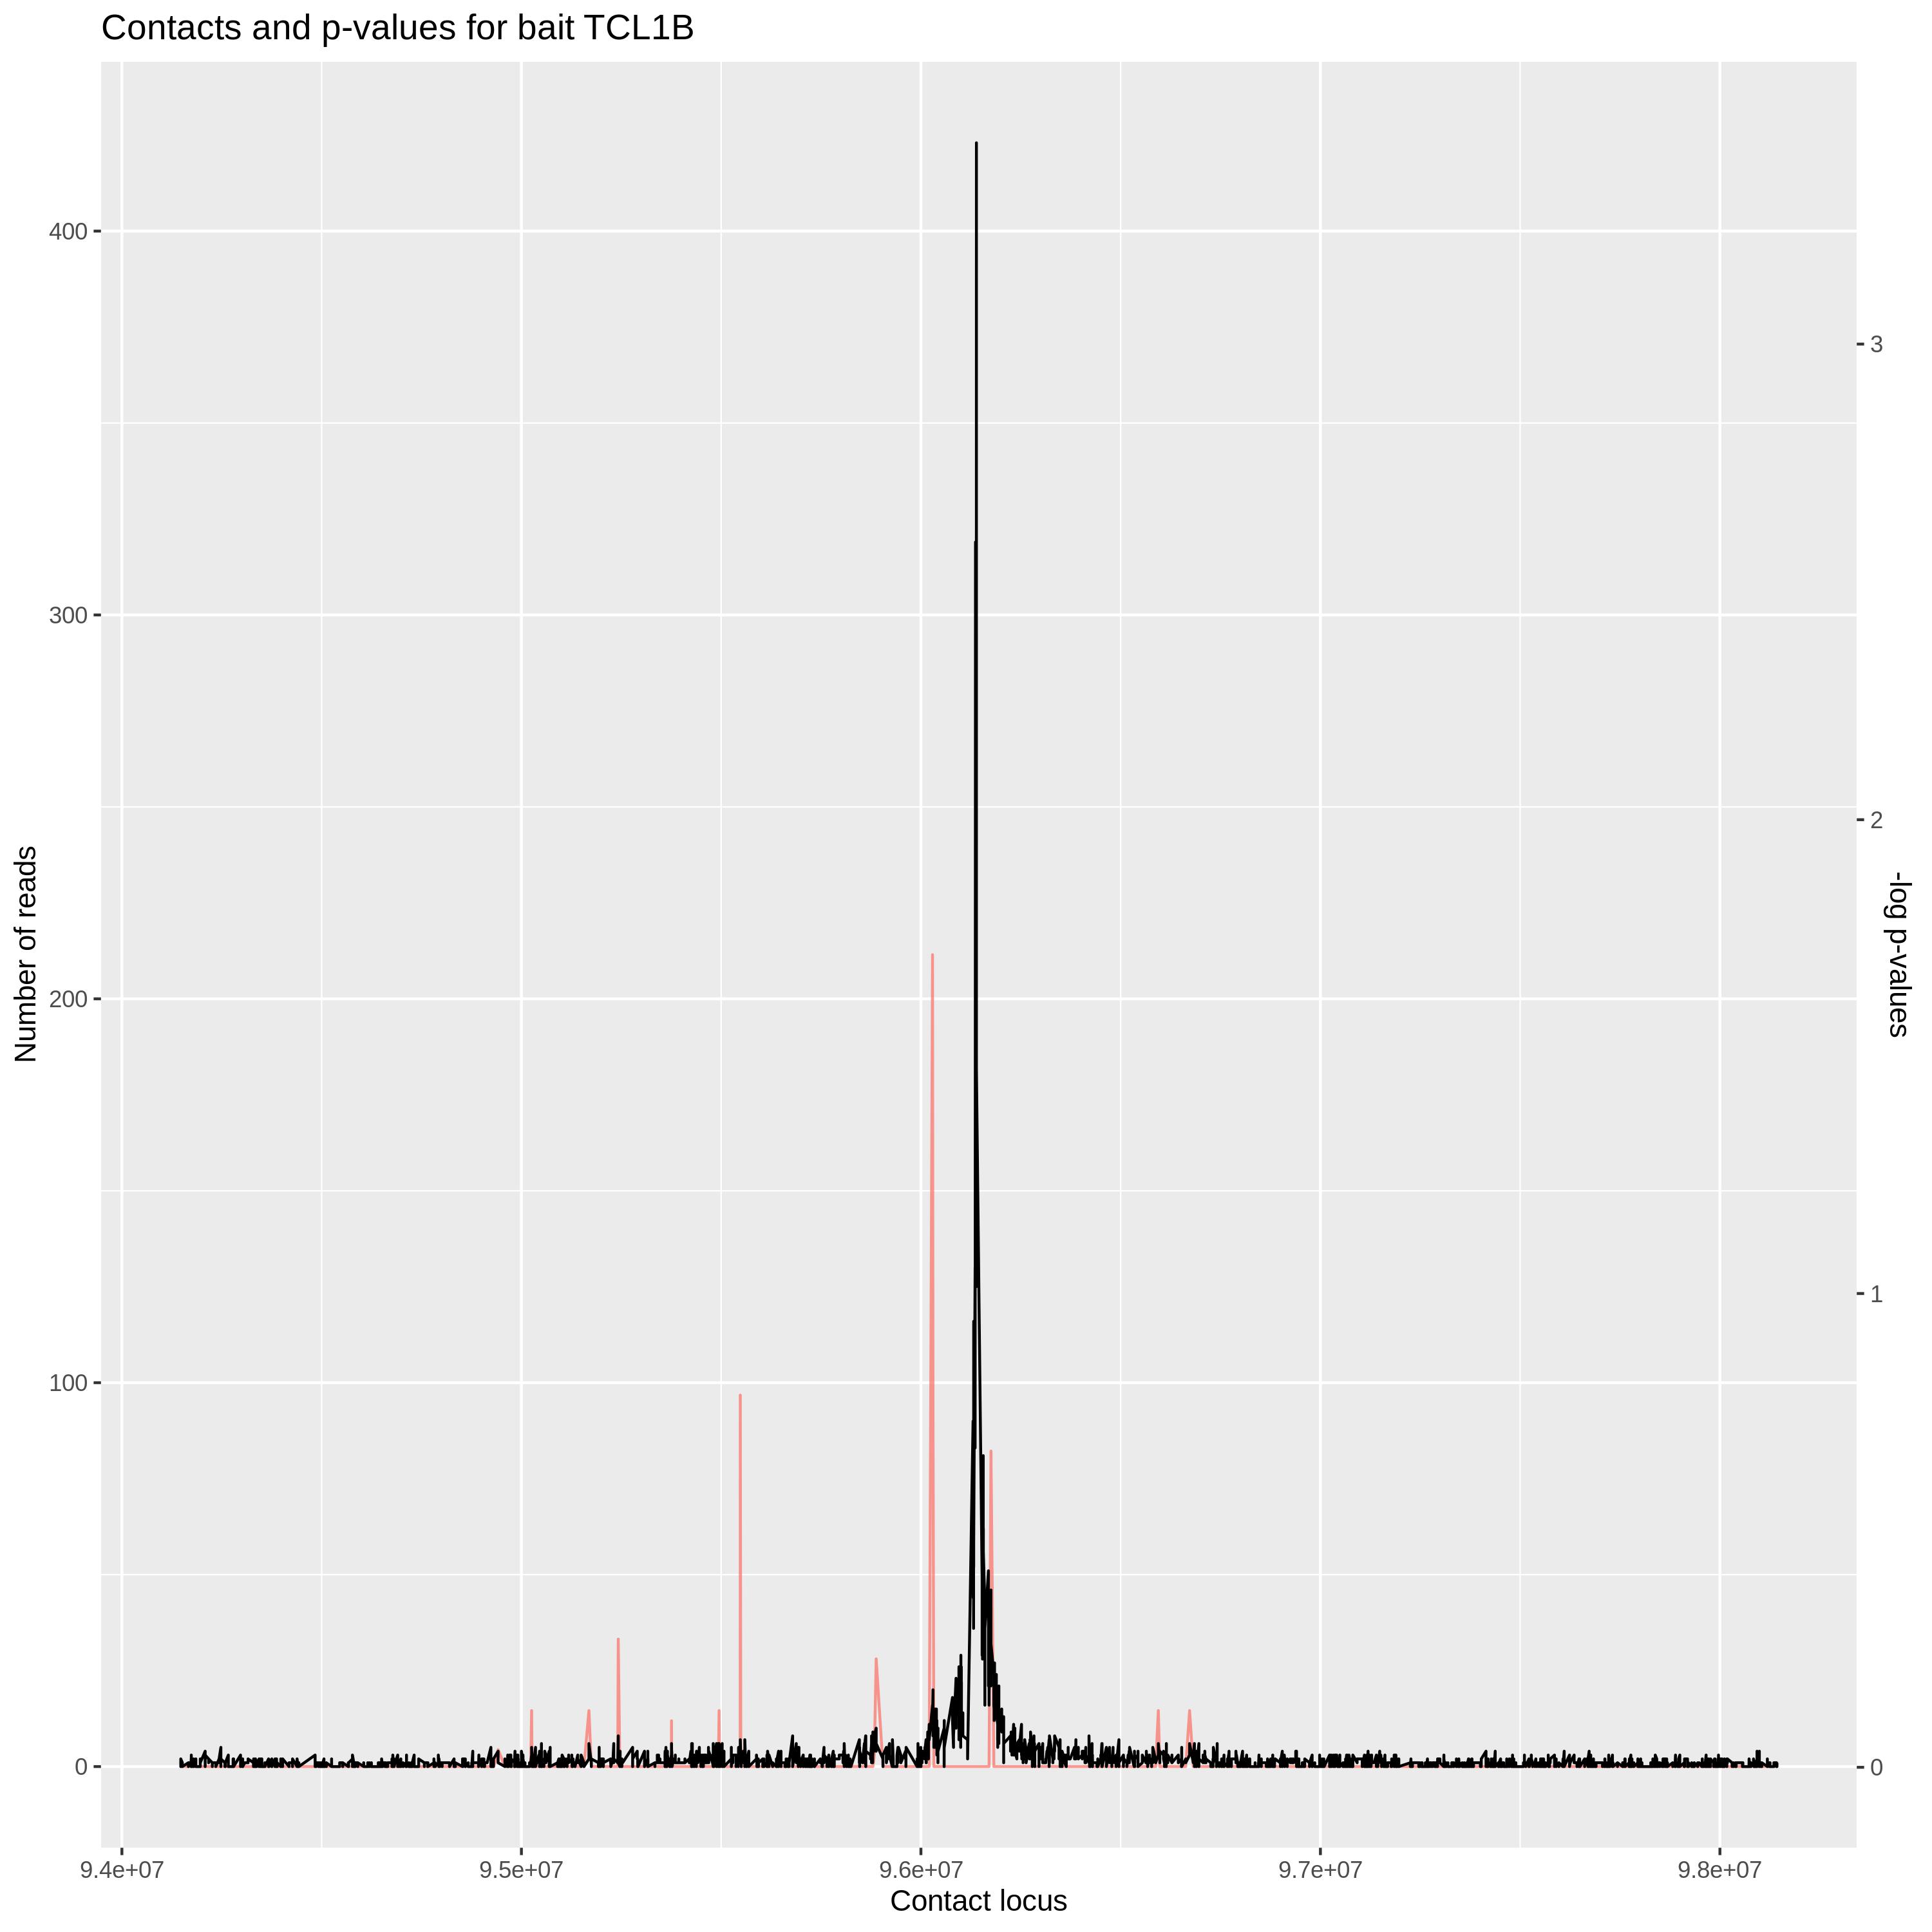 Contacts and p-values for bait TCL1B
400
300
200
100
0
Number of reads
3
2
1
0
-log p-values
9.4e+07
9.5e+07
9.6e+07
9.7e+07
9.8e+07
Contact locus